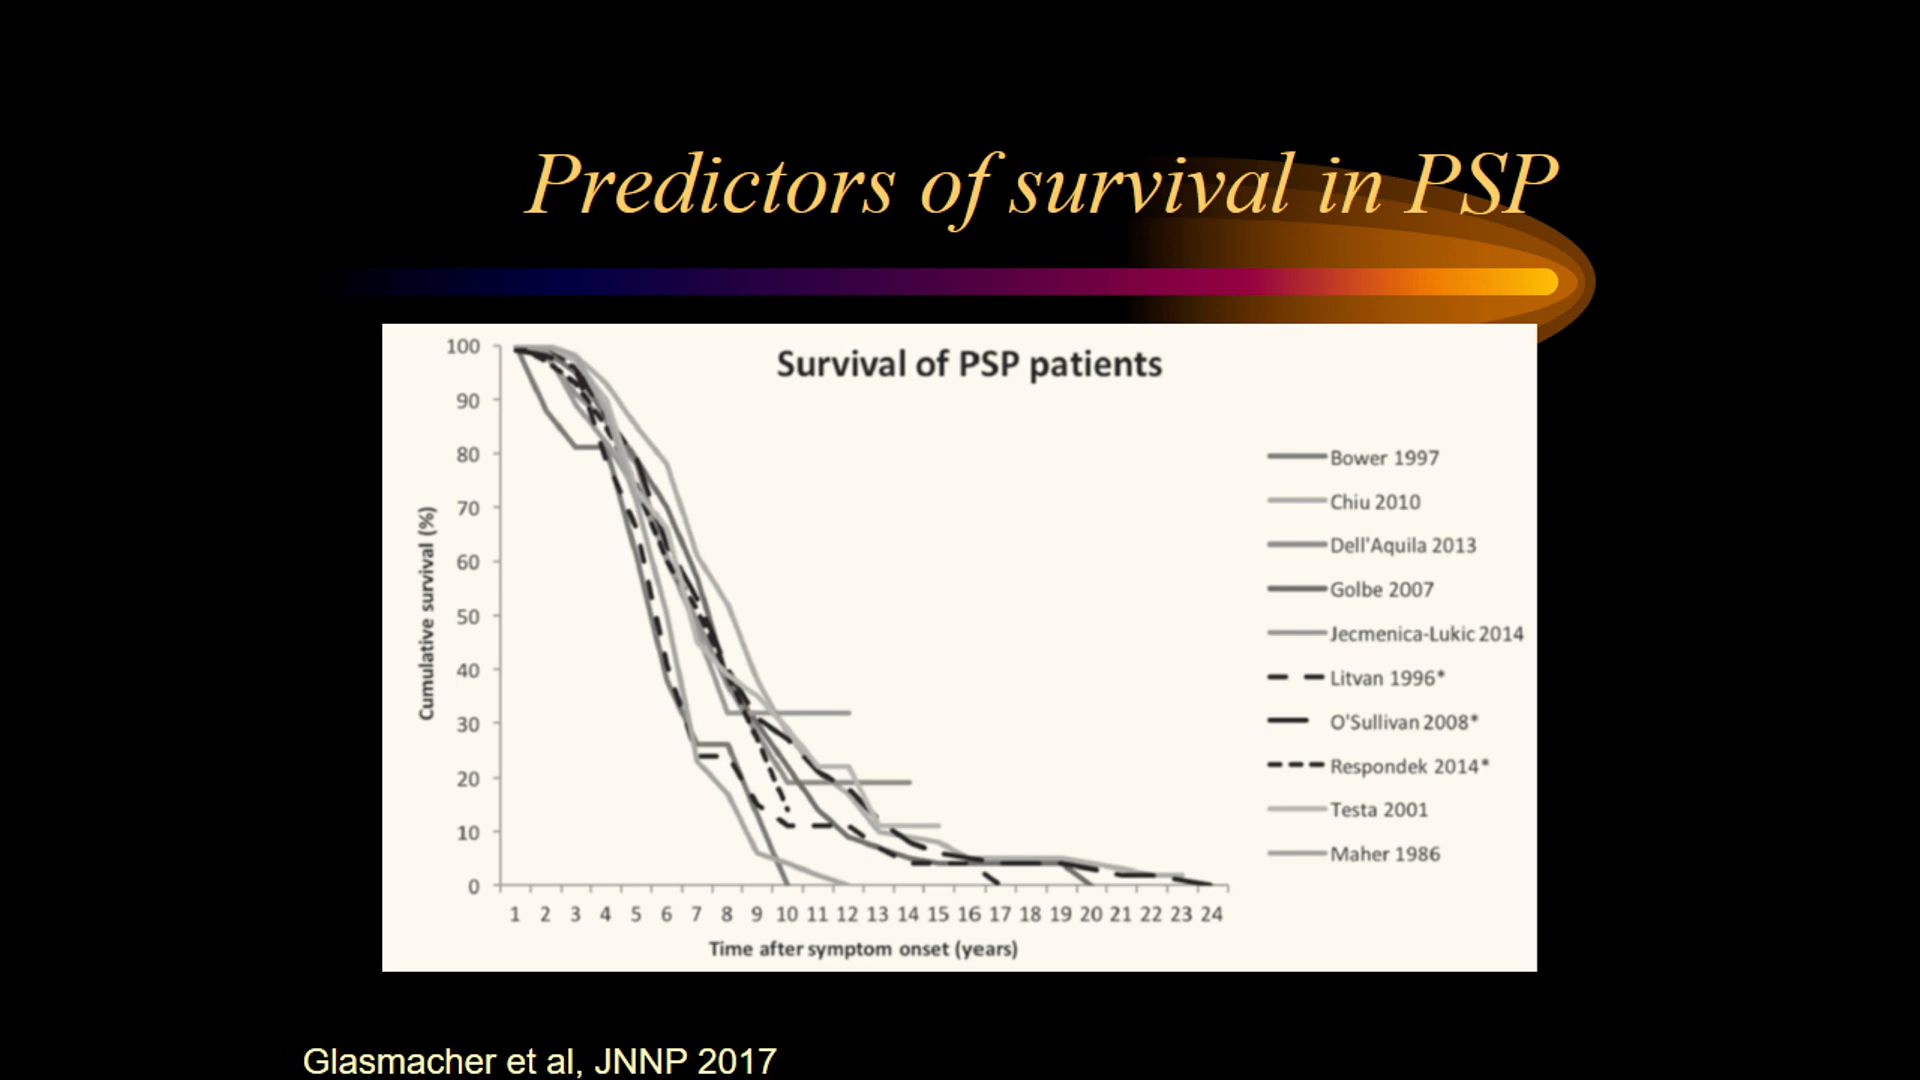 Predictors of survival in PSP
Survival of PSP patients
Cumulative survival (%)
100
90
80
70
60
50
40
30
20
10
0
1 2 3 4 5 6 7 8 9 10 11 12 13 14 15 16 17 18 19 20 21 22 23 24
Time after symptom onset (years)
Bower 1997
Chiu 2010
Dell'Aquila 2013
Golbe 2007
Jecmenica-Lukic 2014
Litvan 1996*
O'Sullivan 2008*
Respondek 2014*
Testa 2001
Maher 1986
Glasmacher et al, JNNP 2017